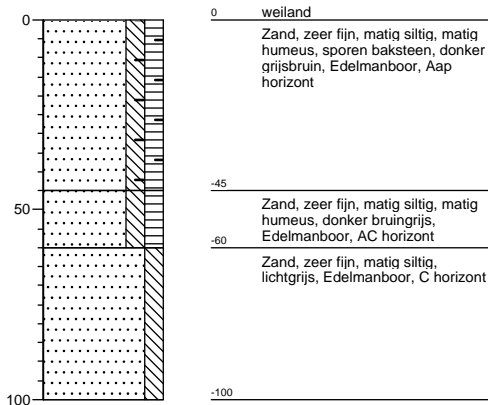 0
50
100
0
weiland
Zand, zeer fijn, matig siltig, matig
humeus, sporen baksteen, donker
grijsbruin, Edelmanboor, Aap
horizont
-45
Zand, zeer fijn, matig siltig, matig
humeus, donker bruingrijs,
Edelmanboor, AC horizont
-60
Zand, zeer fijn, matig siltig,
lichtgrijs, Edelmanboor, C horizont
-100